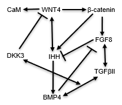 CaM WNT4 β-catenin
FGF8
DKK3 IHH
TGFβII
BMP4